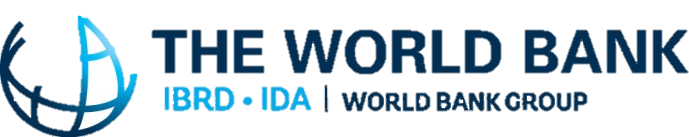 THE WORLD BANK
IBRD • IDA | WORLD BANK GROUP